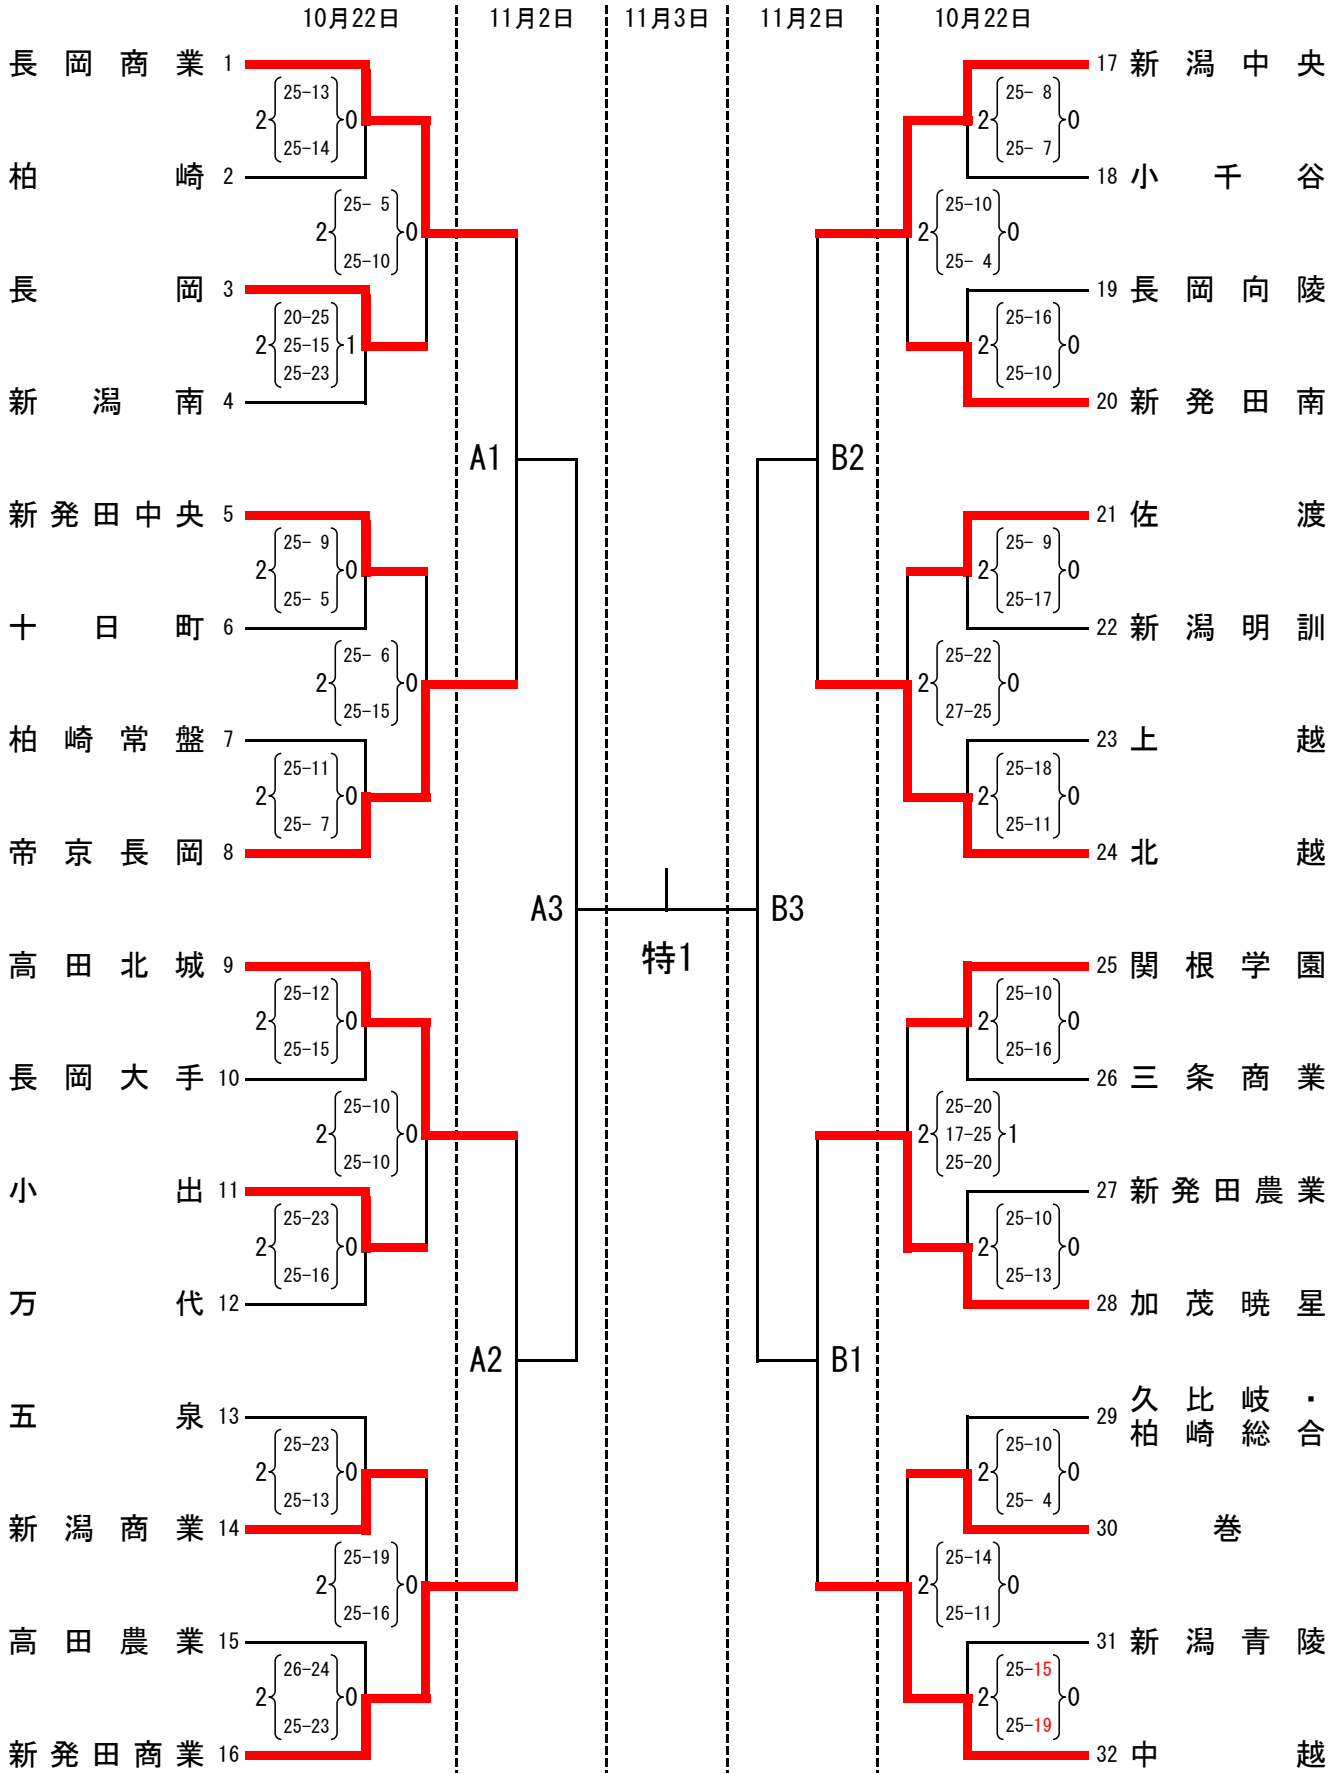 10月22日 11月2日 11月3日 11月2日 10月22日
長岡商業 1
25-13
2 0
25-14
柏崎 2
25- 5
2 0
25-10
長岡 3
20-25
2 25-15 1
25-23
新潟南 4
A1
新発田中央 5
25- 9
2 0
25- 5
十日町 6
25- 6
2 0
25-15
柏崎常盤 7
25-11
2 0
25- 7
帝京長岡 8
A3
高田北城 9
25-12
2 0
25-15
長岡大手 10
25-10
2 0
25-10
小出 11
25-23
2 0
25-16
万代 12
A2
五泉 13
25-23
2 0
25-13
新潟商業 14
25-19
2 0
25-16
高田農業 15
26-24
2 0
25-23
新発田商業 16
特1
17 新潟中央
25- 8
2 0
25- 7
18 小千谷
25-10
2 0
25- 4
19 長岡向陵
25-16
2 0
25-10
20 新発田南
B2
21 佐渡
25- 9
2 0
25-17
22 新潟明訓
25-22
2 0
27-25
23 上越
25-18
2 0
25-11
24 北越
B3
25 関根学園
25-10
2 0
25-16
26 三条商業
25-20
2 17-25 1
25-20
27 新発田農業
25-10
2 0
25-13
28 加茂暁星
B1
29 久比岐・
柏崎総合
25-10
2 0
25- 4
30 巻
25-14
2 0
25-11
31 新潟青陵
25-15
2 0
25-19
32 中越